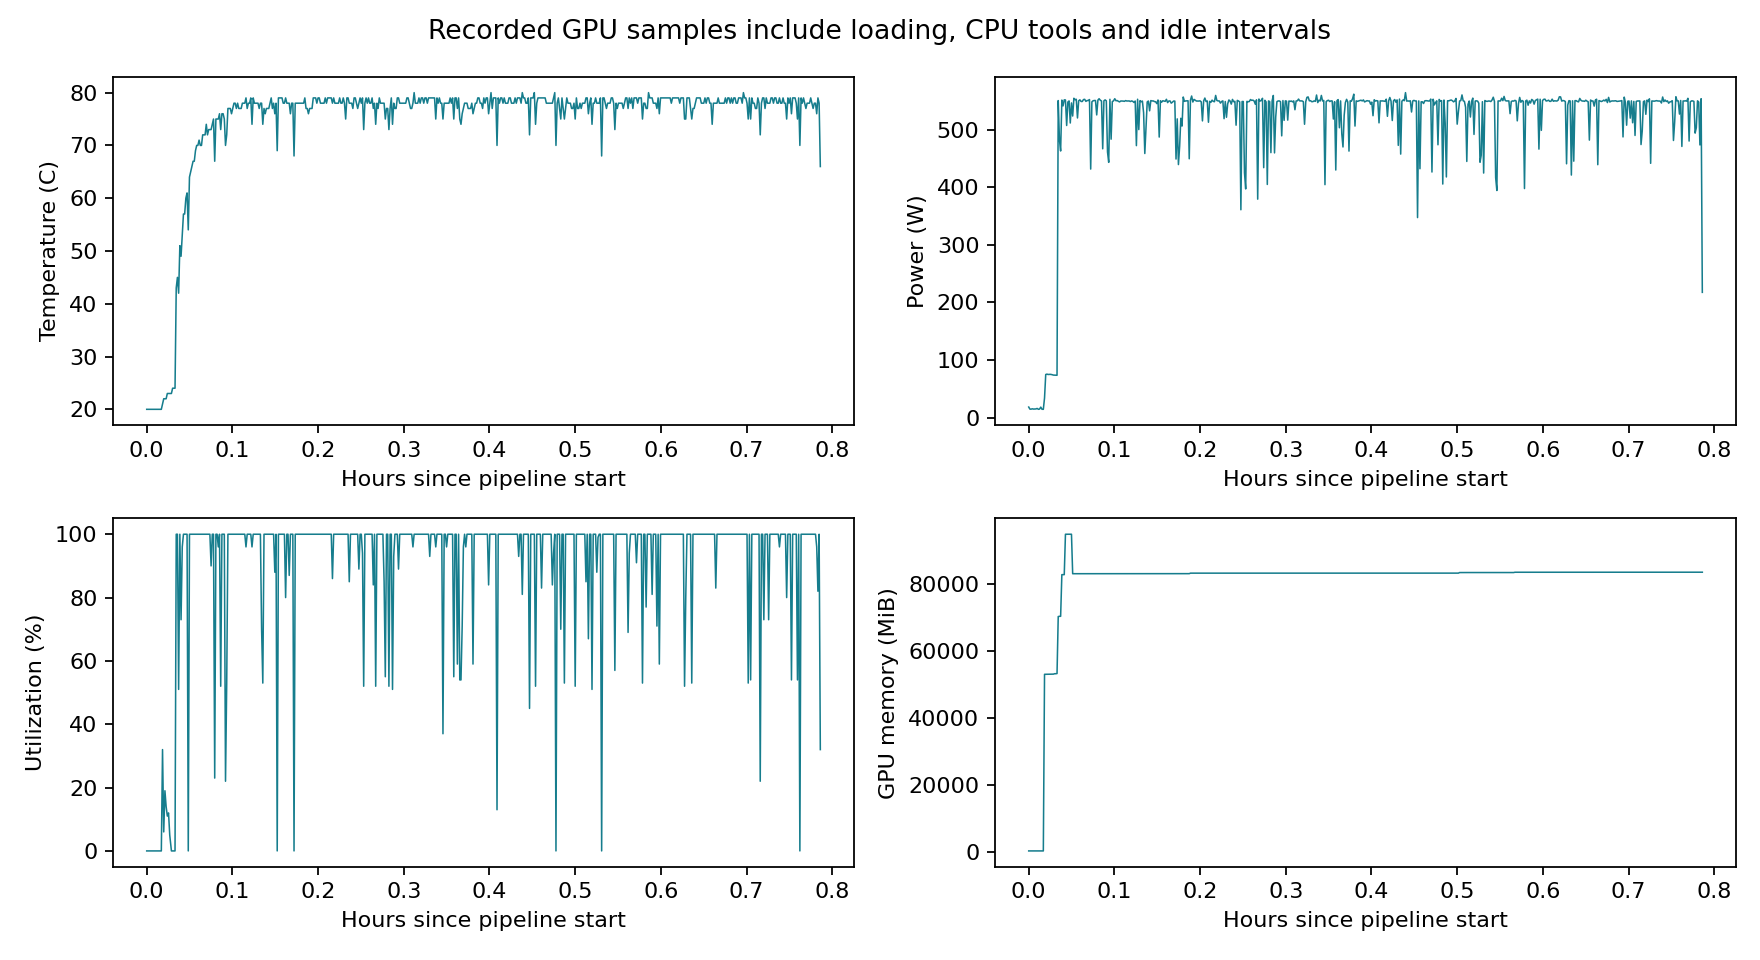 Recorded GPU samples include loading, CPU tools and idle intervals
80
70
60
50
40
30
20
Temperature (C)
0.0 0.1 0.2 0.3 0.4 0.5 0.6 0.7 0.8
Hours since pipeline start
500
400
300
200
100
0
Power (W)
0.0 0.1 0.2 0.3 0.4 0.5 0.6 0.7 0.8
Hours since pipeline start
100
80
60
40
20
0
Utilization (%)
0.0 0.1 0.2 0.3 0.4 0.5 0.6 0.7 0.8
Hours since pipeline start
80000
60000
40000
20000
0
GPU memory (MiB)
0.0 0.1 0.2 0.3 0.4 0.5 0.6 0.7 0.8
Hours since pipeline start